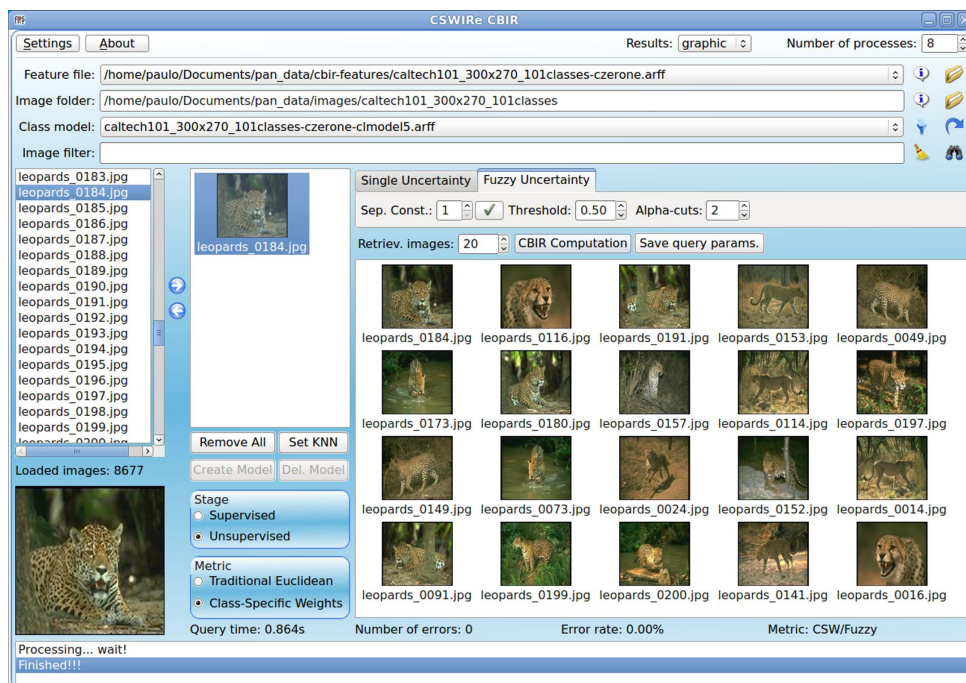 CSWIRe CBIR
Settings About Results: graphic Number of processes: 8
Feature file: /home/paulo/Documents/pan_data/cbir-features/caltech101_300x270_101classes-czerone.arff
Image folder: /home/paulo/Documents/pan_data/images/caltech101_300x270_101classes
Class model: caltech101_300x270_101classes-czerone-clmodel5.arff
Image filter:
leopards_0183.jpg
leopards_0184.jpg
leopards_0185.jpg
leopards_0186.jpg
leopards_0187.jpg
leopards_0188.jpg
leopards_0189.jpg
leopards_0190.jpg
leopards_0191.jpg
leopards_0192.jpg
leopards_0193.jpg
leopards_0194.jpg
leopards_0195.jpg
leopards_0196.jpg
leopards_0197.jpg
leopards_0198.jpg
leopards_0199.jpg
leopards_0200.jpg
Loaded images: 8677
leopards_0184.jpg
Remove All Set KNN
Create Model Del. Model
Stage
Supervised
Unsupervised
Metric
Traditional Euclidean
Class-Specific Weights
Query time: 0.864s
Single Uncertainty Fuzzy Uncertainty
Sep. Const.: 1 Threshold: 0.50 Alpha-cuts: 2
Retriev. images: 20 CBIR Computation Save query params.
leopards_0184.jpg leopards_0116.jpg leopards_0191.jpg leopards_0153.jpg leopards_0049.jpg
leopards_0173.jpg leopards_0180.jpg leopards_0157.jpg leopards_0114.jpg leopards_0197.jpg
leopards_0149.jpg leopards_0073.jpg leopards_0024.jpg leopards_0152.jpg leopards_0014.jpg
leopards_0091.jpg leopards_0199.jpg leopards_0200.jpg leopards_0141.jpg leopards_0016.jpg
Number of errors: 0 Error rate: 0.00% Metric: CSW/Fuzzy
Processing... wait!
Finished!!!